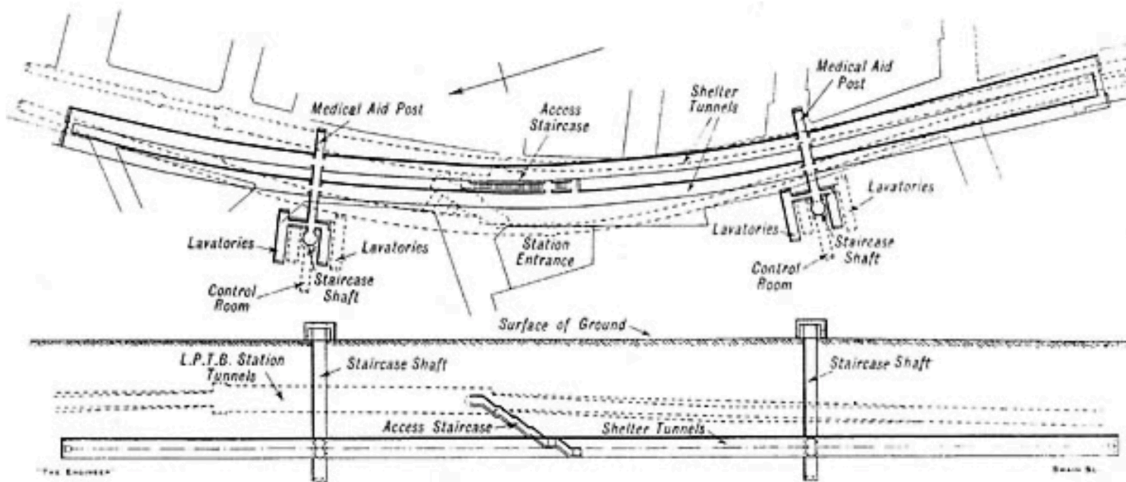 Medical Aid Post
Access
Staircase
Shelter
Tunnels
Medical Aid
Post
Lavatories
Lavatories
Control
Room
Staircase
Shaft
Station
Entrance
Lavatories
Lavatories
Control
Room
Staircase
Shaft
Surface of Ground
L.P.T.B. Station
Tunnels
Staircase Shaft
Staircase Shaft
Access Staircase
Shelter Tunnels
"THE ENGINEER"
SWAIN SC.